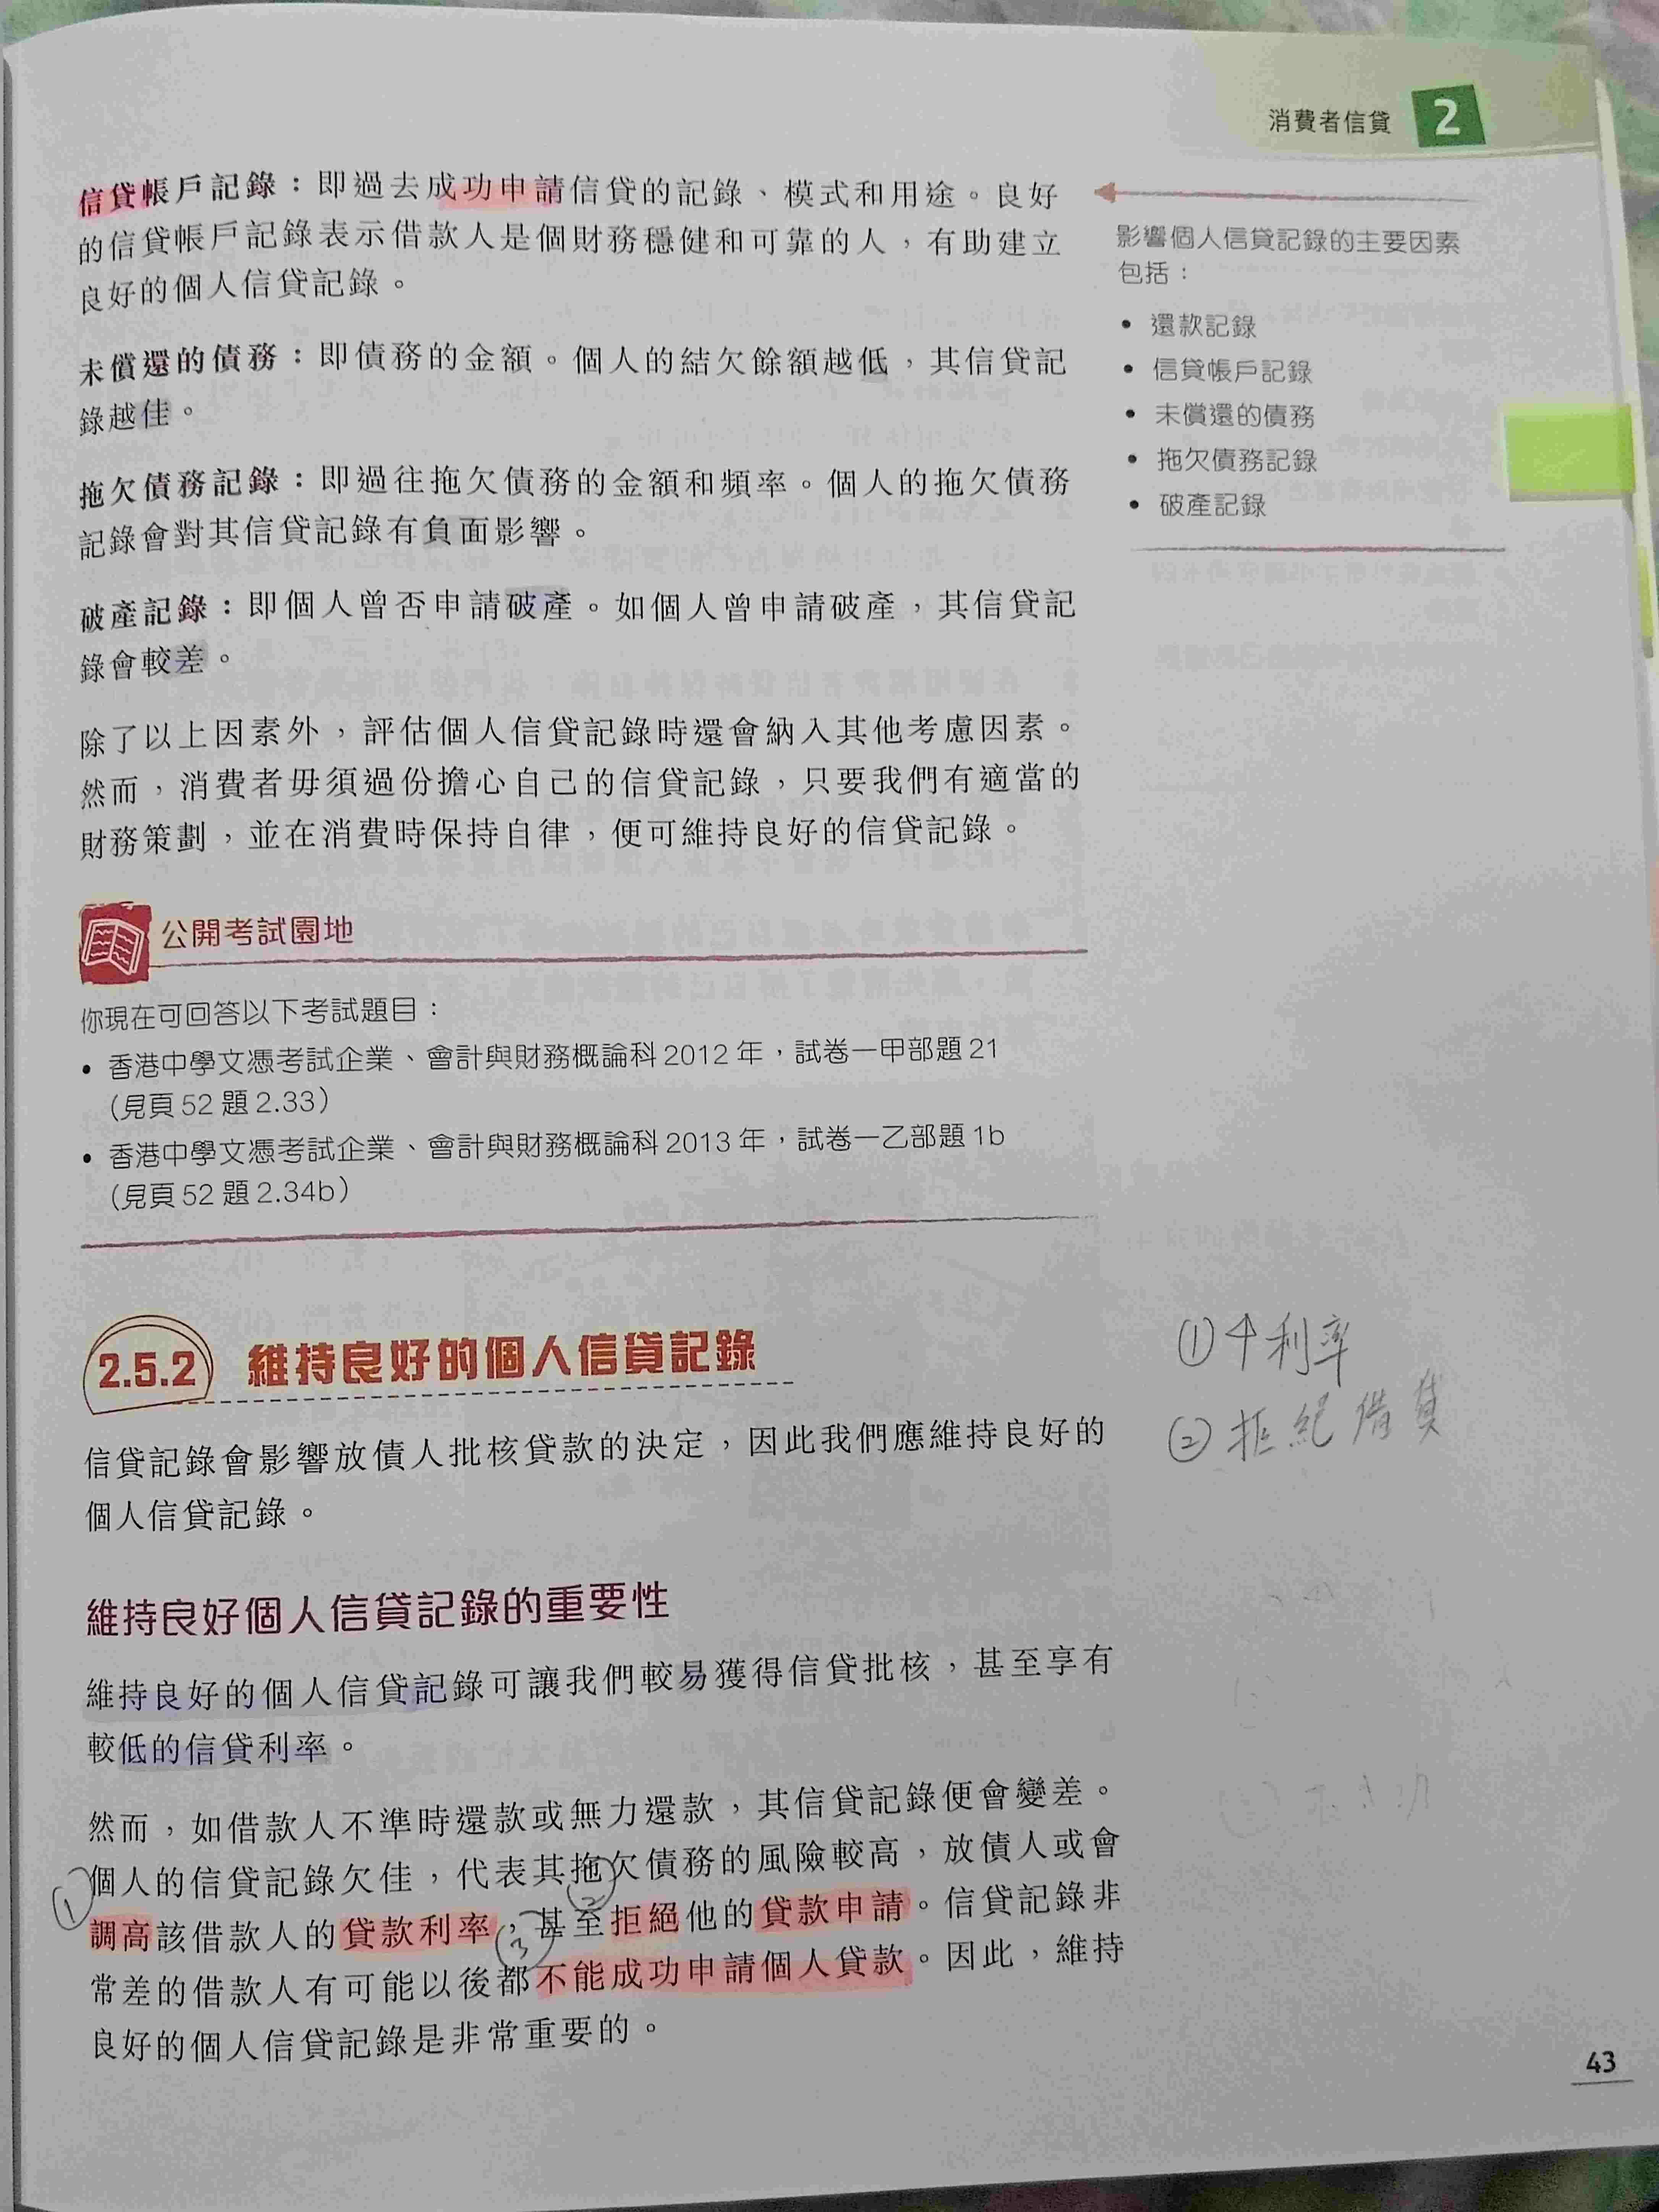 消費者信貸 2
信貸帳戶記錄：即過去成功申請信貸的記錄、模式和用途。良好
的信貸帳戶記錄表示借款人是個財務穩健和可靠的人，有助建立
良好的個人信貸記錄。
未償還的債務：即債務的金額。個人的結欠餘額越低，其信貸記
錄越佳。
拖欠債務記錄：即過往拖欠債務的金額和頻率。個人的拖欠債務
記錄會對其信貸記錄有負面影響。
破產記錄：即個人曾否申請破產。如個人曾申請破產，其信貸記
錄會較差。
除了以上因素外，評估個人信貸記錄時還會納入其他考慮因素。
然而，消費者毋須過份擔心自己的信貸記錄，只要我們有適當的
財務策劃，並在消費時保持自律，便可維持良好的信貸記錄。
影響個人信貸記錄的主要因素
包括：
• 還款記錄
• 信貸帳戶記錄
• 未償還的債務
• 拖欠債務記錄
• 破產記錄
公開考試園地
你現在可回答以下考試題目：
• 香港中學文憑考試企業、會計與財務概論科 2012 年，試卷一甲部題 21
（見頁 52 題 2.33）
• 香港中學文憑考試企業、會計與財務概論科 2013 年，試卷一乙部題 1b
（見頁 52 題 2.34b）
2.5.2 維持良好的個人信貸記錄
信貸記錄會影響放債人批核貸款的決定，因此我們應維持良好的
個人信貸記錄。
①↑利率
②拒絕借貸
維持良好個人信貸記錄的重要性
維持良好的個人信貸記錄可讓我們較易獲得信貸批核，甚至享有
較低的信貸利率。
然而，如借款人不準時還款或無力還款，其信貸記錄便會變差。
個人的信貸記錄欠佳，代表其拖欠債務的風險較高，放債人或會
① ②
調高該借款人的貸款利率，甚至拒絕他的貸款申請。信貸記錄非
③
常差的借款人有可能以後都不能成功申請個人貸款。因此，維持
良好的個人信貸記錄是非常重要的。
43